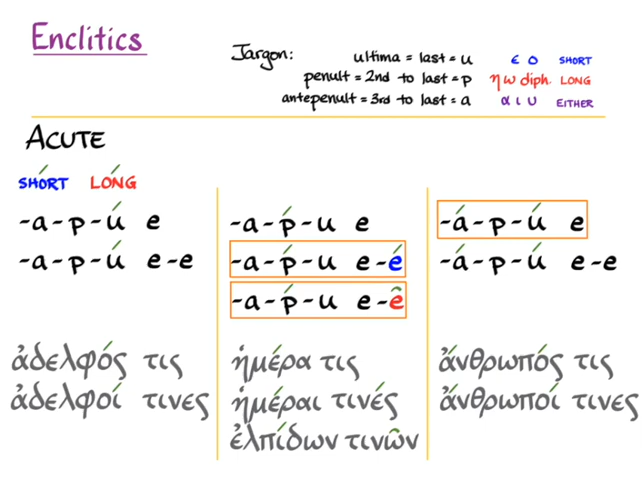 Enclitics
Jargon:
ultima = last = u
penult = 2nd to last = p
antepenult = 3rd to last = a
ε ο SHORT
η ω diph. LONG
α ι υ EITHER
ACUTE
SHORT LONG
-a-p-ú e
-a-p-ú e-e
ἀδελφός τις
ἀδελφοί τινες
-a-ṕ-u e
-a-ṕ-u e-é
-a-ṕ-u e-ê
ἡμέρα τις
ἡμέραι τινές
ἐλπίδων τινῶν
-á-p-ú e
-á-p-ú e-e
ἄνθρωπός τις
ἄνθρωποί τινες